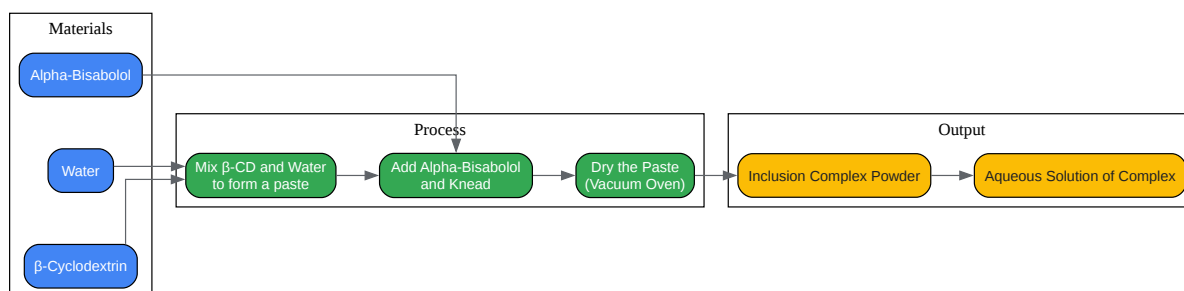 Materials
Alpha-Bisabolol
Water
β-Cyclodextrin
Process
Mix β-CD and Water
to form a paste
Add Alpha-Bisabolol
and Knead
Dry the Paste
(Vacuum Oven)
Output
Inclusion Complex Powder
Aqueous Solution of Complex